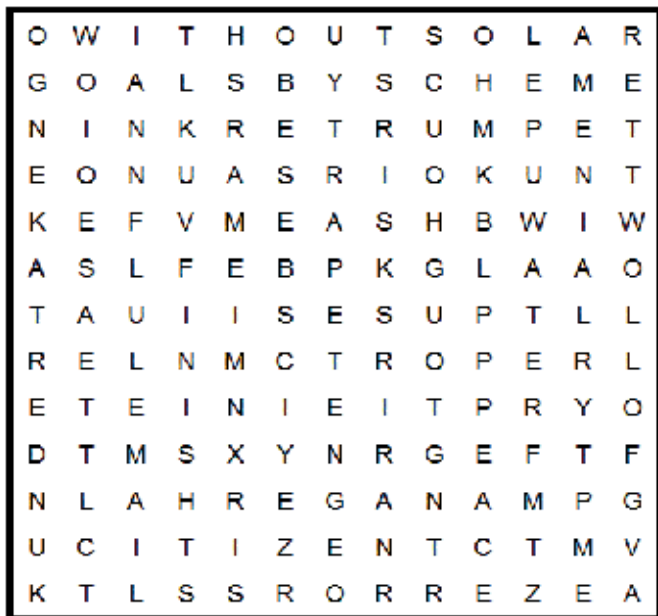 O W I T H O U T S O L A R
G O A L S B Y S C H E M E
N I N K R E T R U M P E T
E O N U A S R I O K U N T
K E F V M E A S H B W I W
A S L F E B P K G L A A O
T A U I I S E S U P T L L
R E L N M C T R O P E R L
E T E I N I E I T P R Y O
D T M S X Y N R G E F T F
N L A H R E G A N A M P G
U C I T I Z E N T C T M V
K T L S S R O R R E Z E A